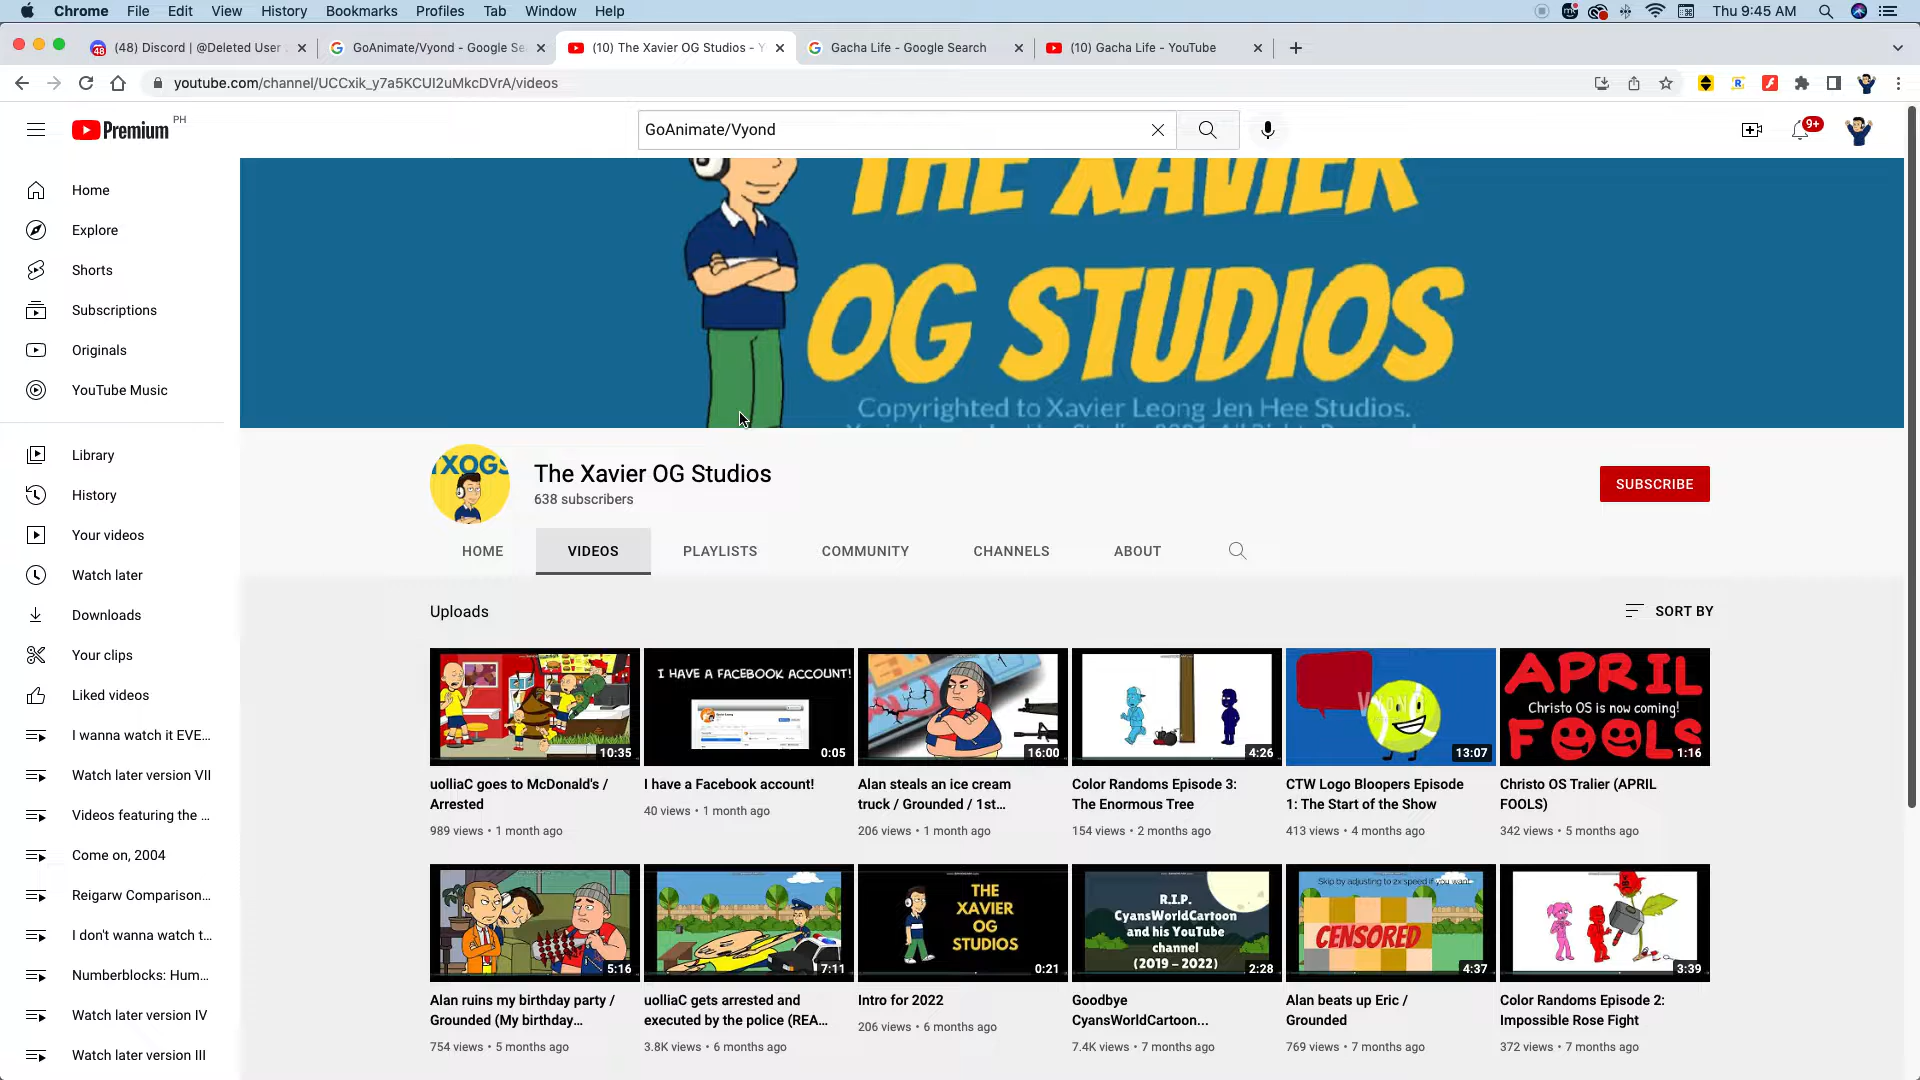 Chrome File Edit View History Bookmarks Profiles Tab Window Help
Thu 9:45 AM
48 (48) Discord | @Deleted User
GoAnimate/Vyond - Google Se
(10) The Xavier OG Studios - Y
Gacha Life - Google Search
(10) Gacha Life - YouTube
youtube.com/channel/UCCxik_y7a5KCUI2uMkcDVrA/videos
Premium PH
GoAnimate/Vyond
9+
Home
Explore
Shorts
Subscriptions
Originals
YouTube Music
Library
History
Your videos
Watch later
Downloads
Your clips
Liked videos
I wanna watch it EVE...
Watch later version VII
Videos featuring the ...
Come on, 2004
Reigarw Comparison...
I don't wanna watch t...
Numberblocks: Hum...
Watch later version IV
Watch later version III
THE XAVIER
OG STUDIOS
Copyrighted to Xavier Leong Jen Hee Studios.
TXOGS
The Xavier OG Studios
638 subscribers
SUBSCRIBE
HOME VIDEOS PLAYLISTS COMMUNITY CHANNELS ABOUT
Uploads
SORT BY
10:35
uolliaC goes to McDonald's /
Arrested
989 views • 1 month ago
I HAVE A FACEBOOK ACCOUNT!
0:05
I have a Facebook account!
40 views • 1 month ago
16:00
Alan steals an ice cream
truck / Grounded / 1st...
206 views • 1 month ago
4:26
Color Randoms Episode 3:
The Enormous Tree
154 views • 2 months ago
13:07
CTW Logo Bloopers Episode
1: The Start of the Show
413 views • 4 months ago
APRIL
Christo OS is now coming!
FOOLS
1:16
Christo OS Tralier (APRIL
FOOLS)
342 views • 5 months ago
5:16
Alan ruins my birthday party /
Grounded (My birthday...
754 views • 5 months ago
7:11
uolliaC gets arrested and
executed by the police (REA...
3.8K views • 6 months ago
THE
XAVIER
OG
STUDIOS
0:21
Intro for 2022
206 views • 6 months ago
R.I.P.
CyansWorldCartoon
and his YouTube
channel
(2019 – 2022)
2:28
Goodbye
CyansWorldCartoon...
7.4K views • 7 months ago
Skip by adjusting to 2x speed if you want
CENSORED
4:37
Alan beats up Eric /
Grounded
769 views • 7 months ago
3:39
Color Randoms Episode 2:
Impossible Rose Fight
372 views • 7 months ago